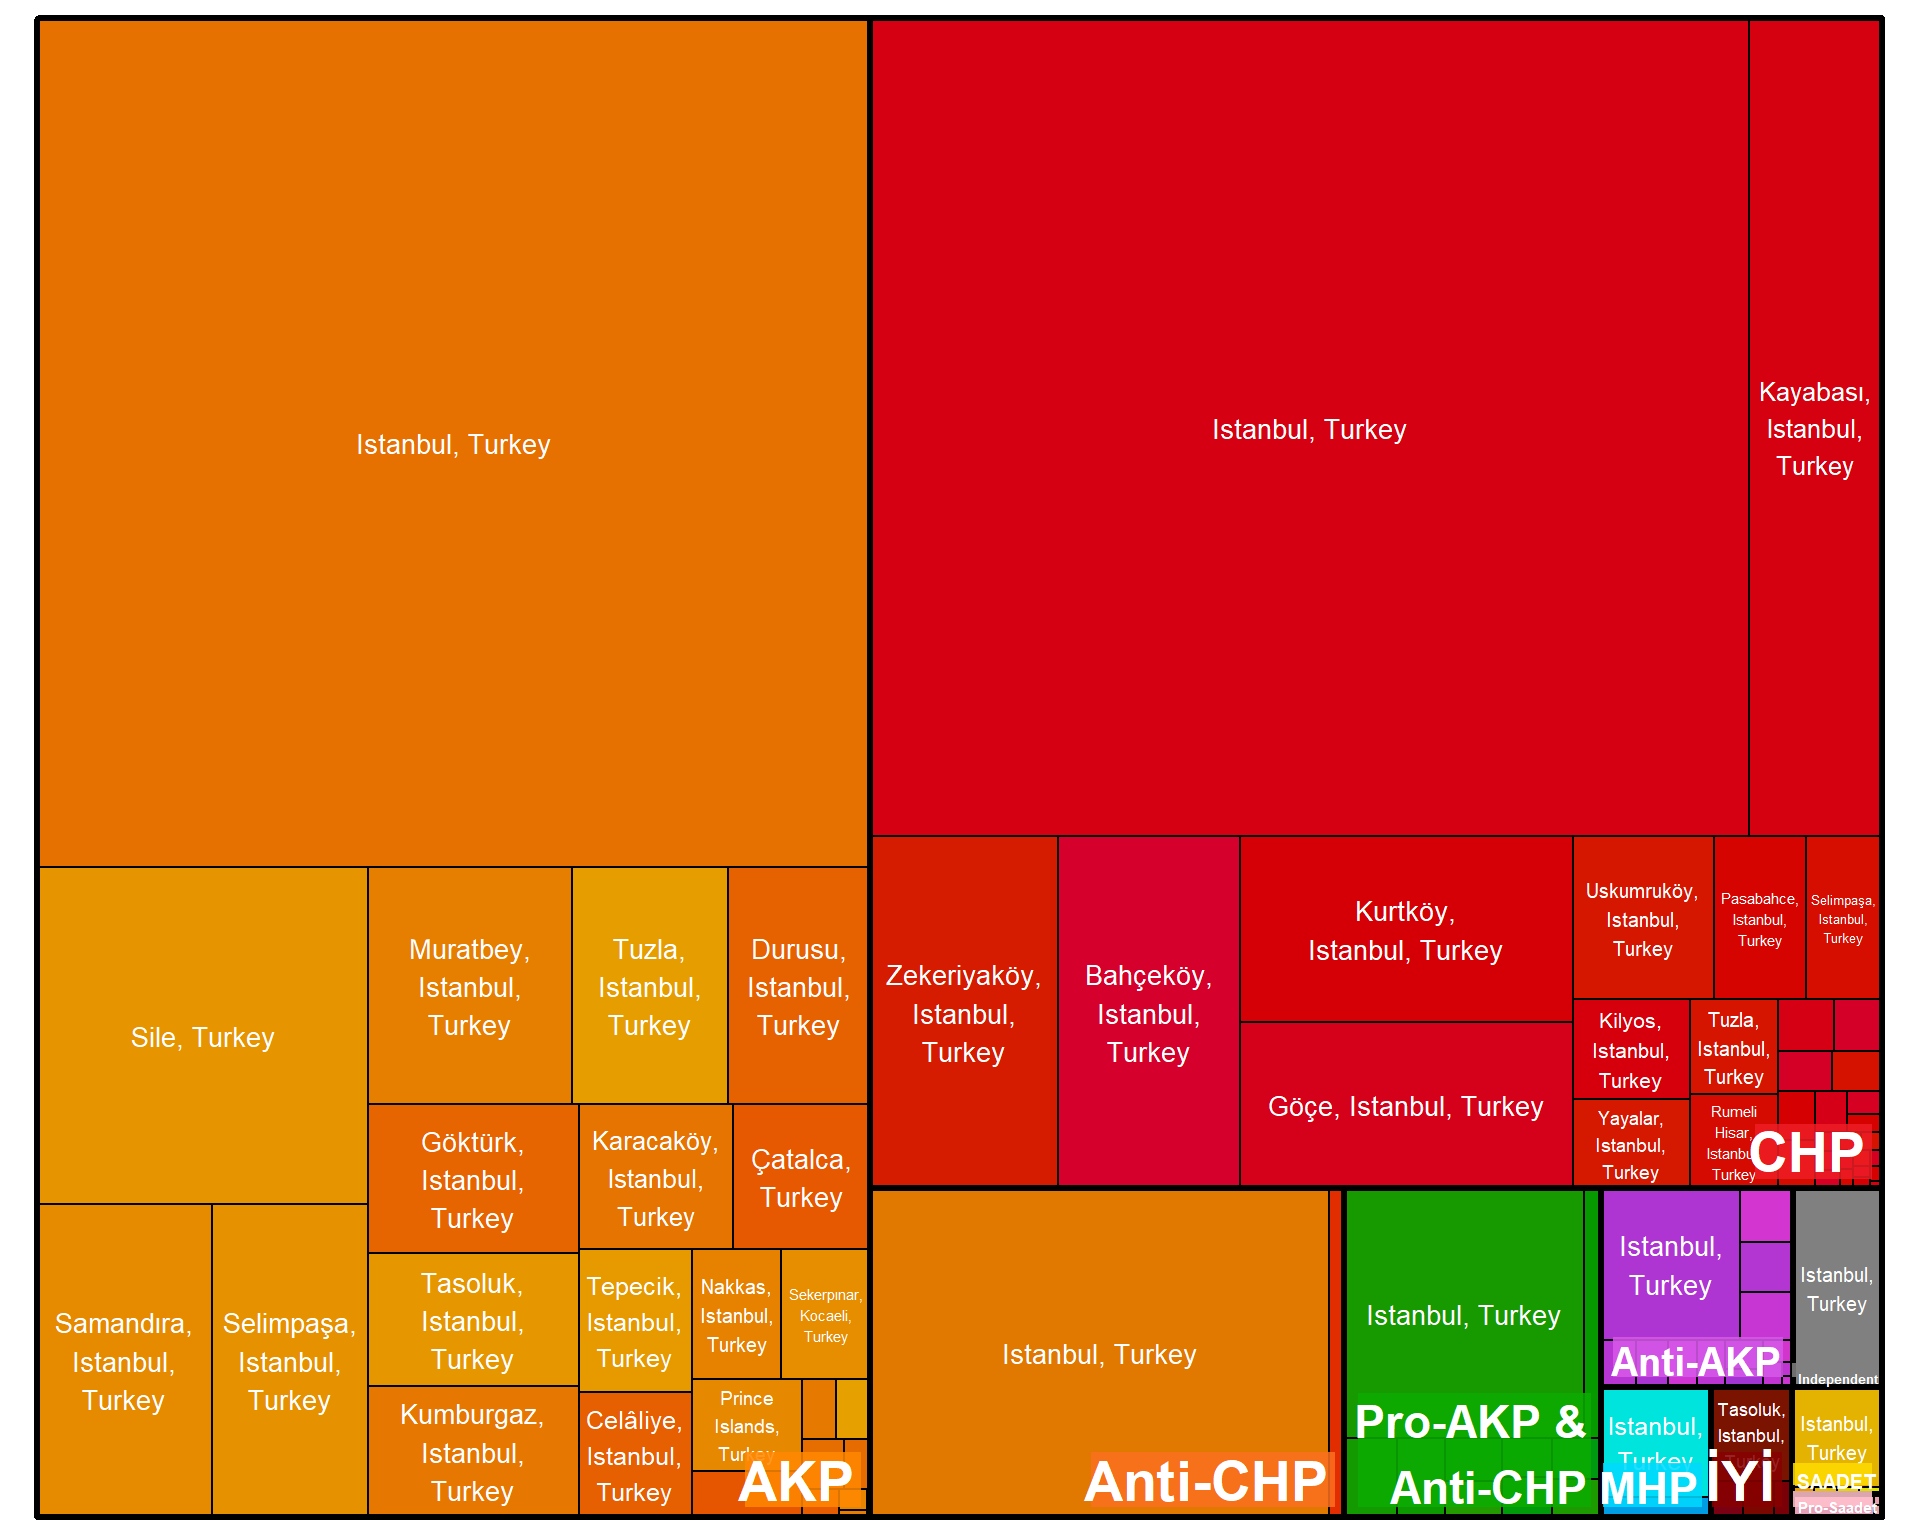 Istanbul, Turkey
Sile, Turkey
Samandıra,
Istanbul,
Turkey
Selimpaşa,
Istanbul,
Turkey
Muratbey,
Istanbul,
Turkey
Tuzla,
Istanbul,
Turkey
Durusu,
Istanbul,
Turkey
Göktürk,
Istanbul,
Turkey
Karacaköy,
Istanbul,
Turkey
Çatalca,
Turkey
Tasoluk,
Istanbul,
Turkey
Tepecik,
Istanbul,
Turkey
Nakkas,
Istanbul,
Turkey
Sekerpınar,
Kocaeli,
Turkey
Kumburgaz,
Istanbul,
Turkey
Celâliye,
Istanbul,
Turkey
Prince
Islands,
Turkey
AKP
Istanbul, Turkey
Kayabası,
Istanbul,
Turkey
Zekeriyaköy,
Istanbul,
Turkey
Bahçeköy,
Istanbul,
Turkey
Kurtköy,
Istanbul, Turkey
Göçe, Istanbul, Turkey
Uskumruköy,
Istanbul,
Turkey
Pasabahce,
Istanbul,
Turkey
Selimpaşa,
Istanbul,
Turkey
Kilyos,
Istanbul,
Turkey
Tuzla,
Istanbul,
Turkey
Yayalar,
Istanbul,
Turkey
Rumeli
Hisar,
Istanbul,
Turkey
CHP
Istanbul, Turkey
Anti-CHP
Istanbul, Turkey
Pro-AKP &
Anti-CHP
Istanbul,
Turkey
Anti-AKP
Istanbul,
Turkey
Independent
Istanbul,
Turkey
MHP
Tasoluk,
Istanbul,
Turkey
İYİ
Istanbul,
Turkey
SAADET
Pro-Saadet